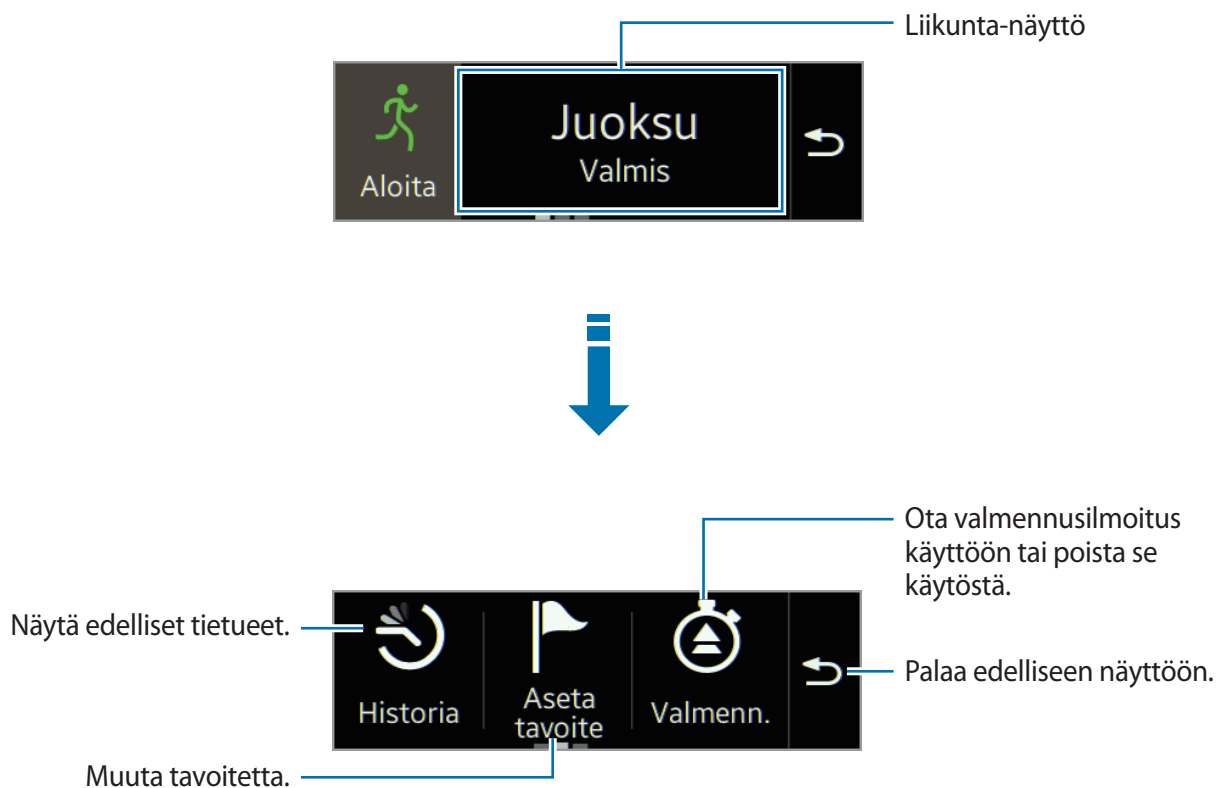 Liikunta-näyttö
Aloita
Juoksu
Valmis
Ota valmennusilmoitus
käyttöön tai poista se
käytöstä.
Näytä edelliset tietueet.
Historia
Aseta
tavoite
Valmenn.
Palaa edelliseen näyttöön.
Muuta tavoitetta.